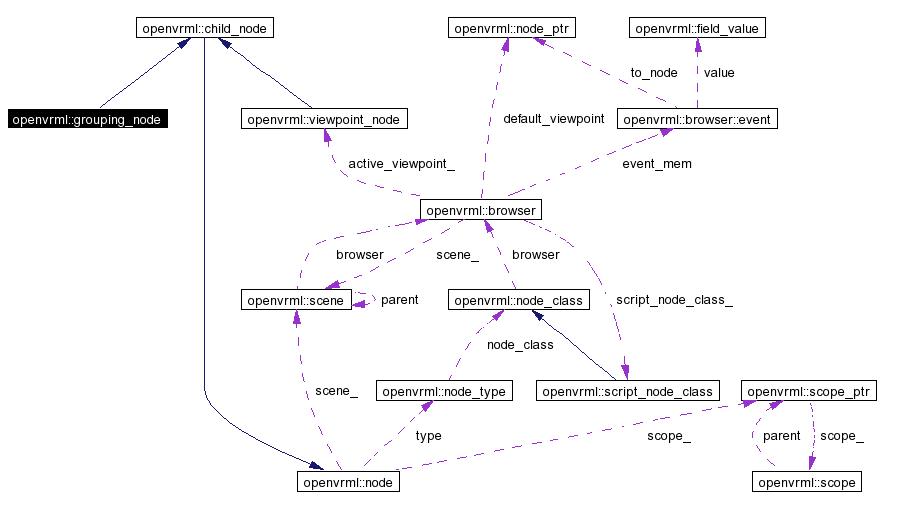 openvrml::child_node
openvrml::node_ptr
openvrml::field_value
to_node
value
openvrml::grouping_node
openvrml::viewpoint_node
default_viewpoint
openvrml::browser::event
active_viewpoint_
event_mem
openvrml::browser
browser
scene_
browser
openvrml::scene
parent
openvrml::node_class
script_node_class_
node_class
scene_
openvrml::node_type
openvrml::script_node_class
openvrml::scope_ptr
type
scope_
parent
scope_
openvrml::node
openvrml::scope